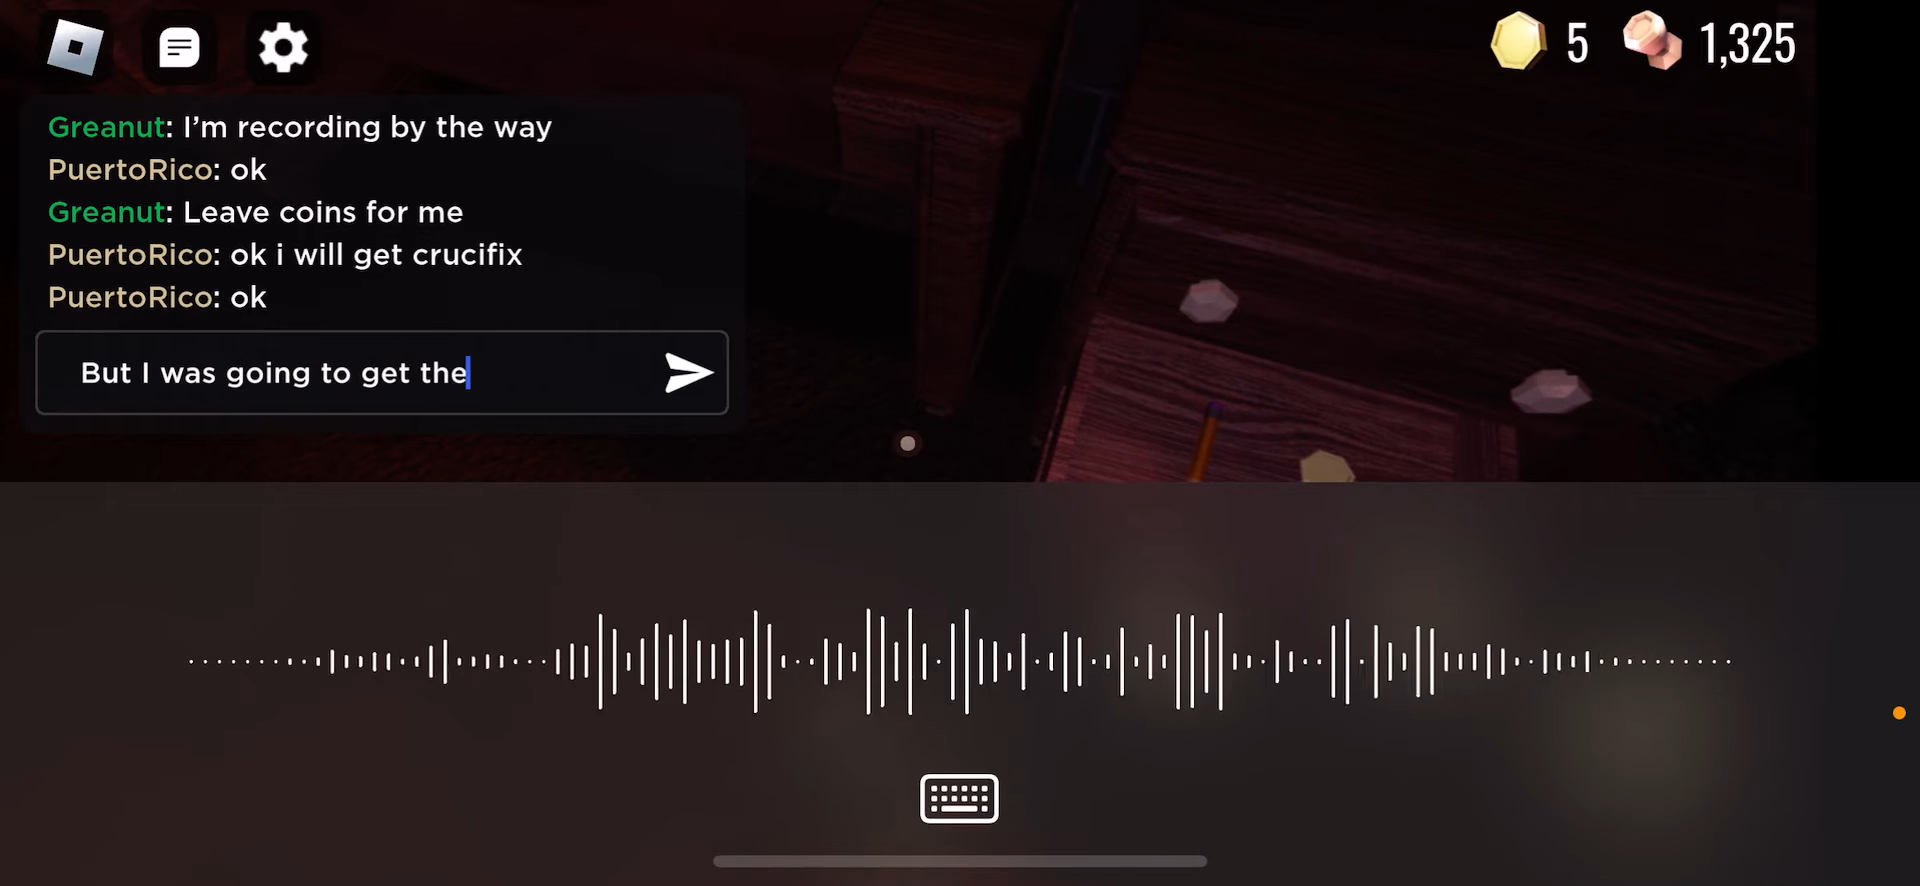 5 1,325
Greanut: I’m recording by the way
PuertoRico: ok
Greanut: Leave coins for me
PuertoRico: ok i will get crucifix
PuertoRico: ok
But I was going to get the